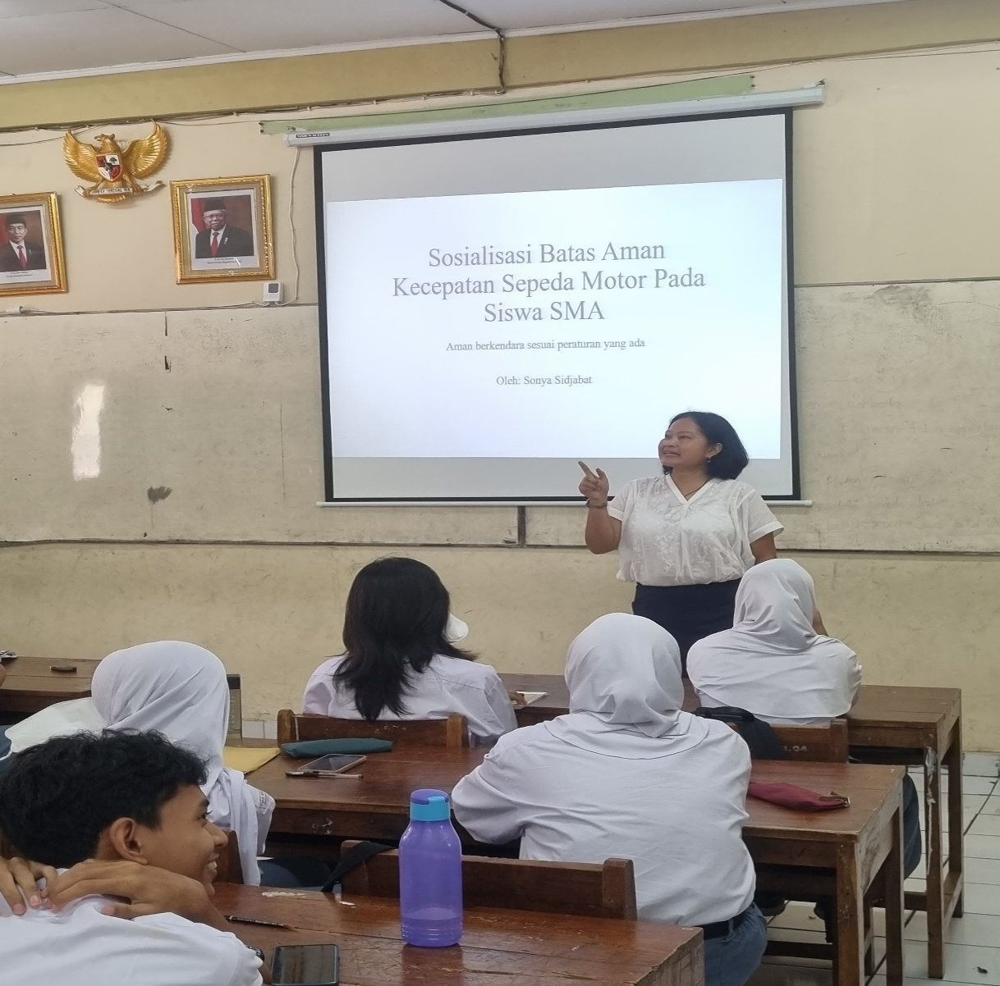 Sosialisasi Batas Aman
Kecepatan Sepeda Motor Pada
Siswa SMA
Aman berkendara sesuai peraturan yang ada
Oleh: Sonya Sidjabat